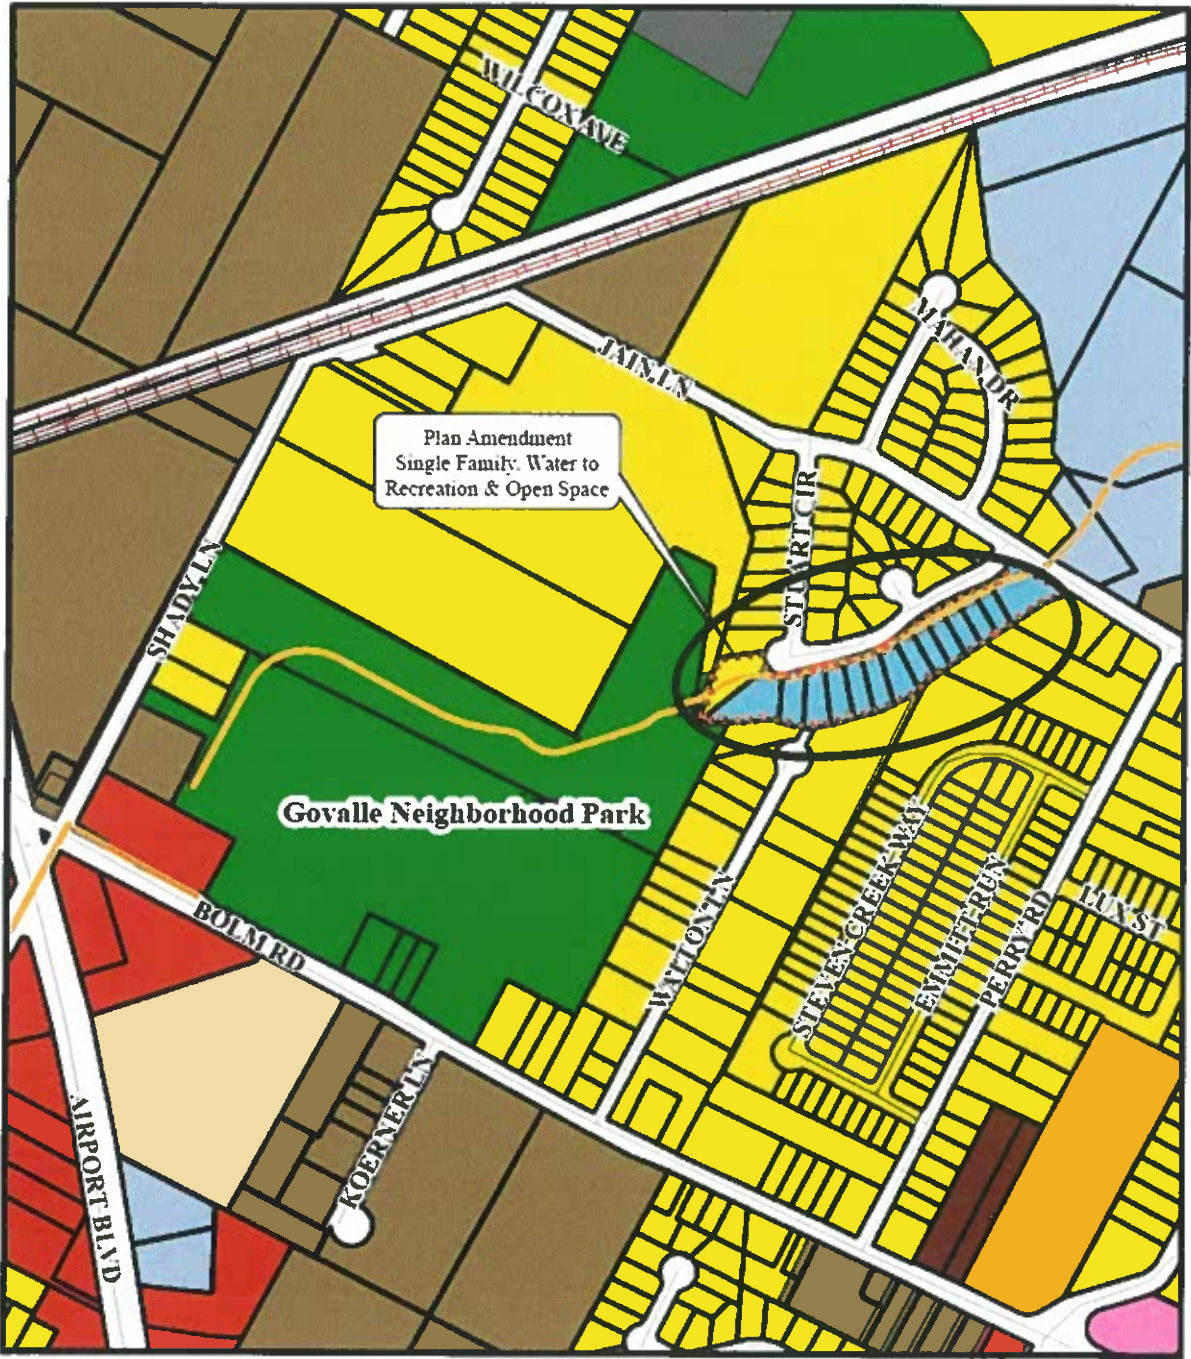 WILCOX AVE
JAIN LN
MAHAN DR
Plan Amendment
Single Family, Water to
Recreation & Open Space
STUART CIR
SHADY LN
Govalle Neighborhood Park
STEVEN CREEK WAY
EMMITT RUN
PERRY RD
LUX ST
WALTON LN
BOLM RD
KOERNER LN
AIRPORT BLVD